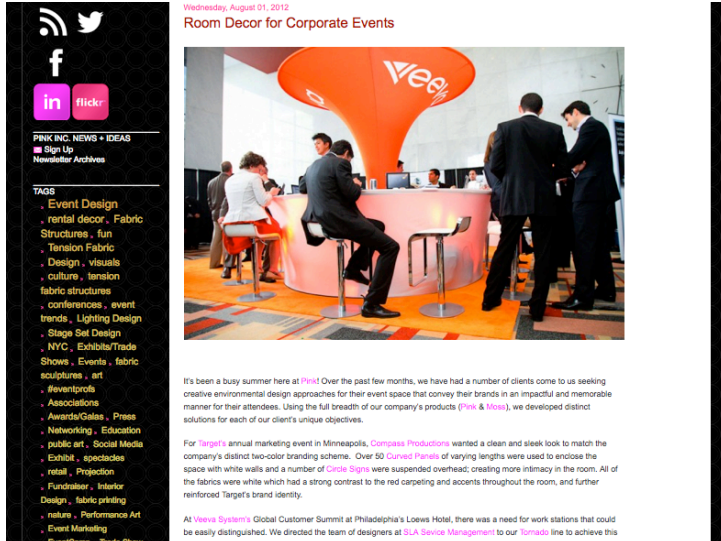 Wednesday, August 01, 2012
Room Decor for Corporate Events
in
flickr
PINK INC. NEWS + IDEAS
Sign Up
Newsletter Archives
TAGS
Event Design
rental decor Fabric
Structures fun
Tension Fabric
Design visuals
culture tension
fabric structures
conferences event
trends Lighting Design
Stage Set Design
NYC Exhibits/Trade
Shows Events fabric
sculptures art
#eventprofs
Associations
Awards/Galas Press
Networking Education
public art Social Media
Exhibit spectacles
retail Projection
Fundraiser Interior
Design fabric printing
nature Performance Art
Event Marketing
It's been a busy summer here at Pink! Over the past few months, we have had a number of clients come to us seeking
creative environmental design approaches for their event space that convey their brands in an impactful and memorable
manner for their attendees. Using the full breadth of our company's products (Pink & Moss), we developed distinct
solutions for each of our client's unique objectives.
For Target's annual marketing event in Minneapolis, Compass Productions wanted a clean and sleek look to match the
company's distinct two-color branding scheme. Over 50 Curved Panels of varying lengths were used to enclose the
space with white walls and a number of Circle Signs were suspended overhead; creating more intimacy in the room. All of
the fabrics were white which had a strong contrast to the red carpeting and accents throughout the room, and further
reinforced Target's brand identity.
At Veeva System's Global Customer Summit at Philadelphia's Loews Hotel, there was a need for work stations that could
be easily distinguished. We directed the team of designers at SLA Sevice Management to our Tornado line to achieve this